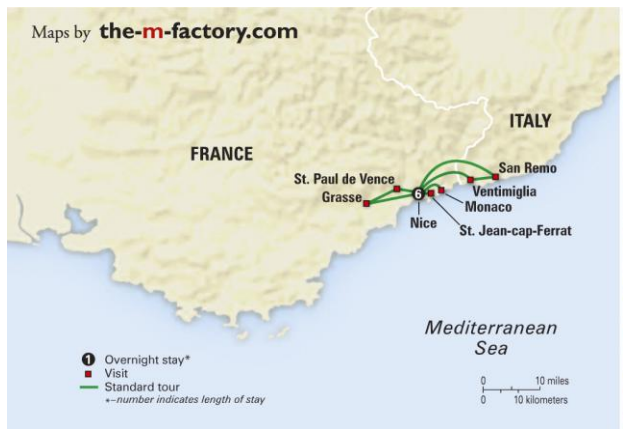 Maps by the-m-factory.com
ITALY
FRANCE
San Remo
St. Paul de Vence
Ventimiglia
Grasse
6
Monaco
Nice
St. Jean-cap-Ferrat
Mediterranean
Sea
1 Overnight stay*
Visit
Standard tour
*–number indicates length of stay
0 10 miles
0 10 kilometers